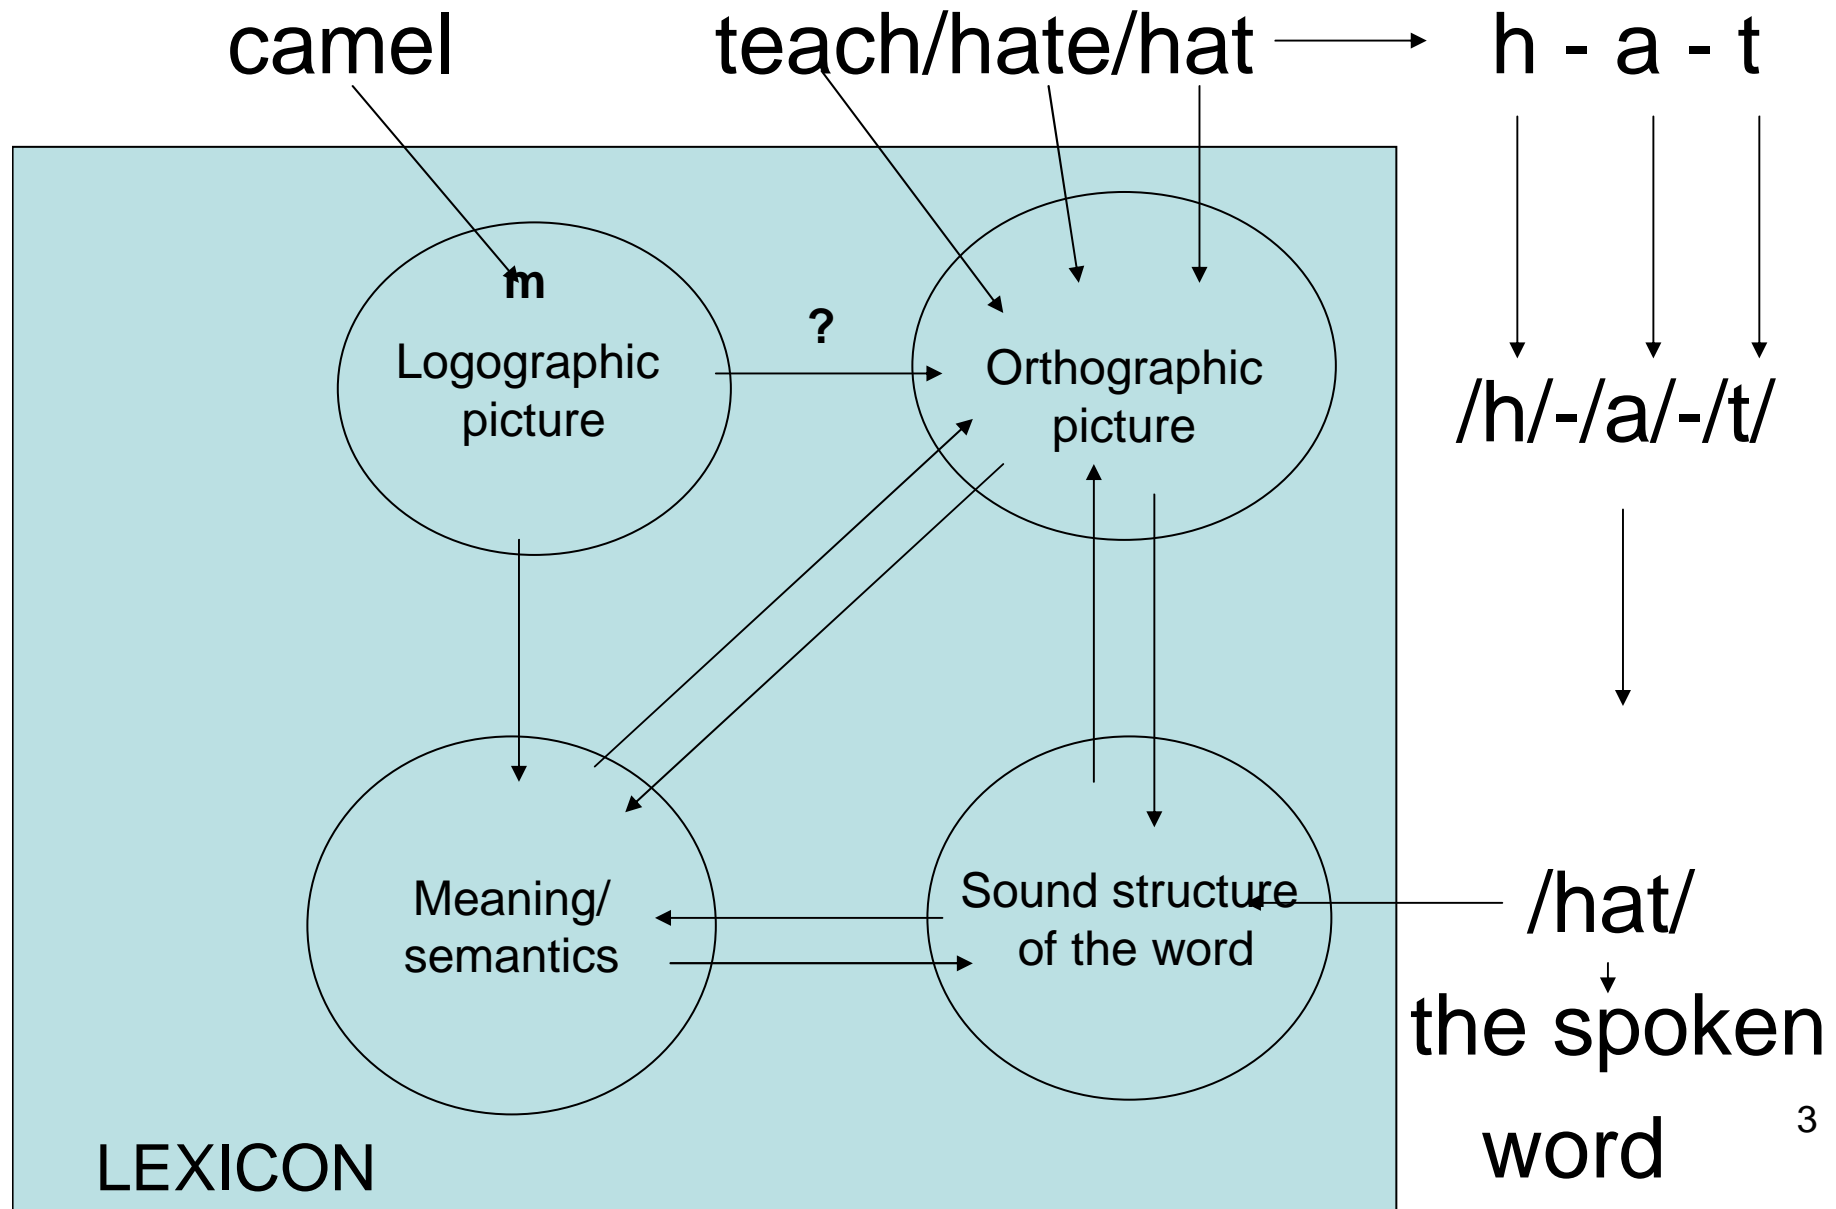 camel
teach/hate/hat
h - a - t
m
?
Logographic
picture
Orthographic
picture
/h/-/a/-/t/
Meaning/
semantics
Sound structure
of the word
/hat/
the spoken
word
3
LEXICON